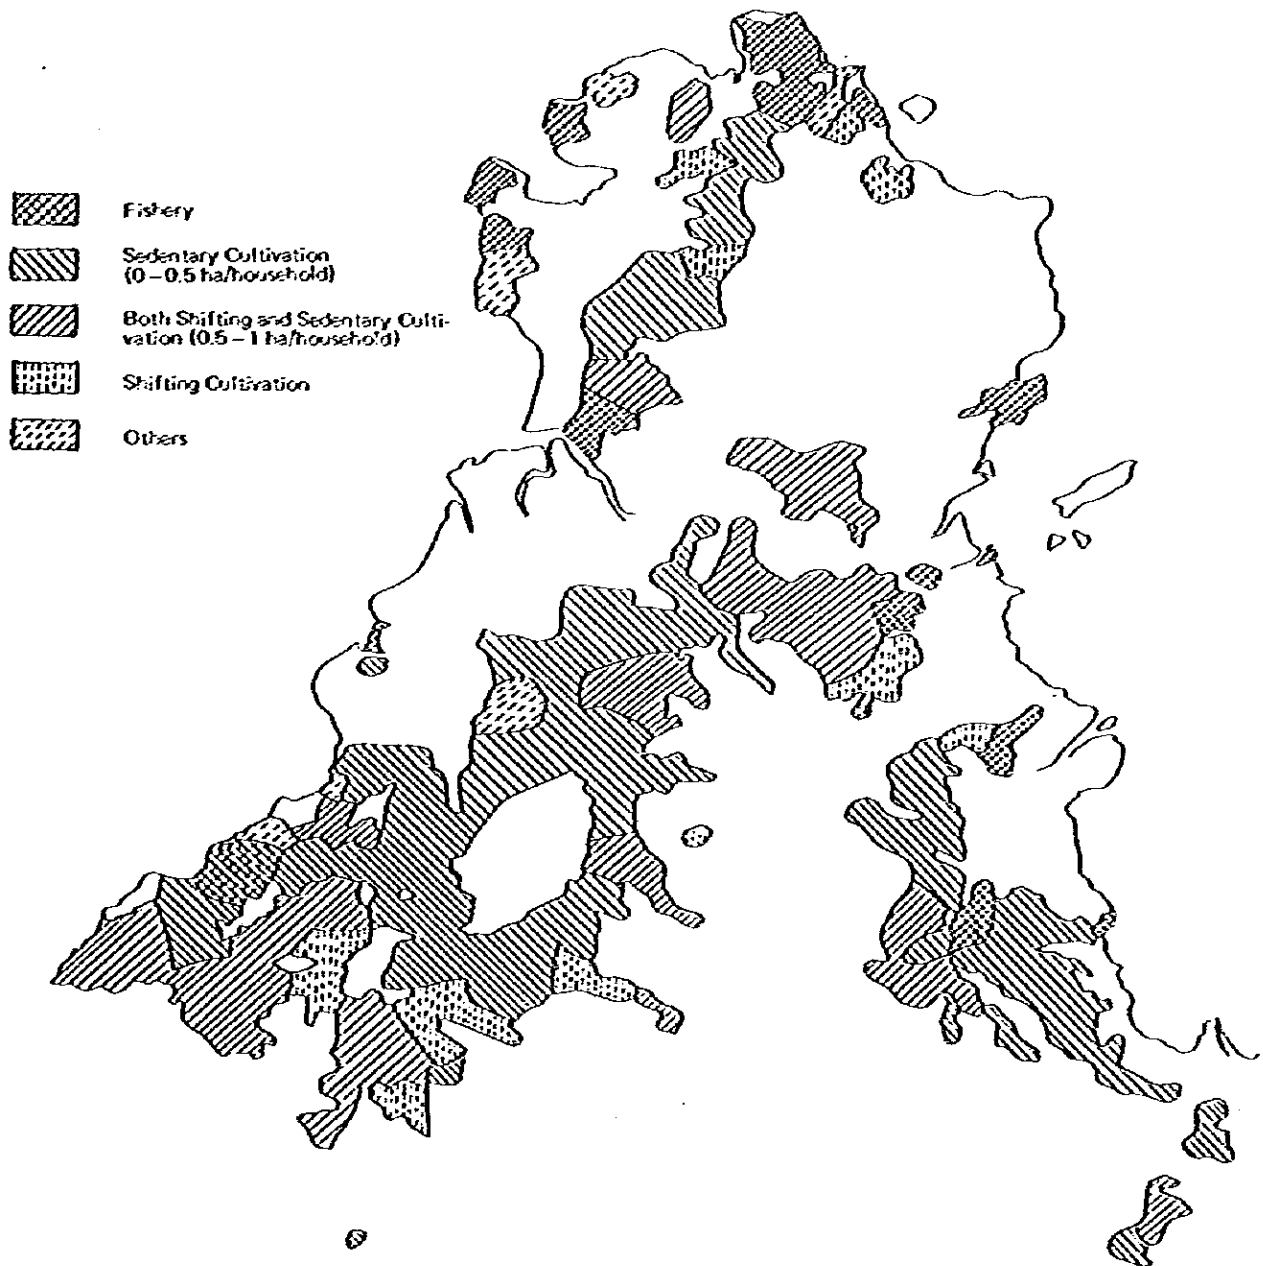 Fishery
Sedentary Cultivation
(0–0.5 ha/household)
Both Shifting and Sedentary Culti-
vation (0.5–1 ha/household)
Shifting Cultivation
Others